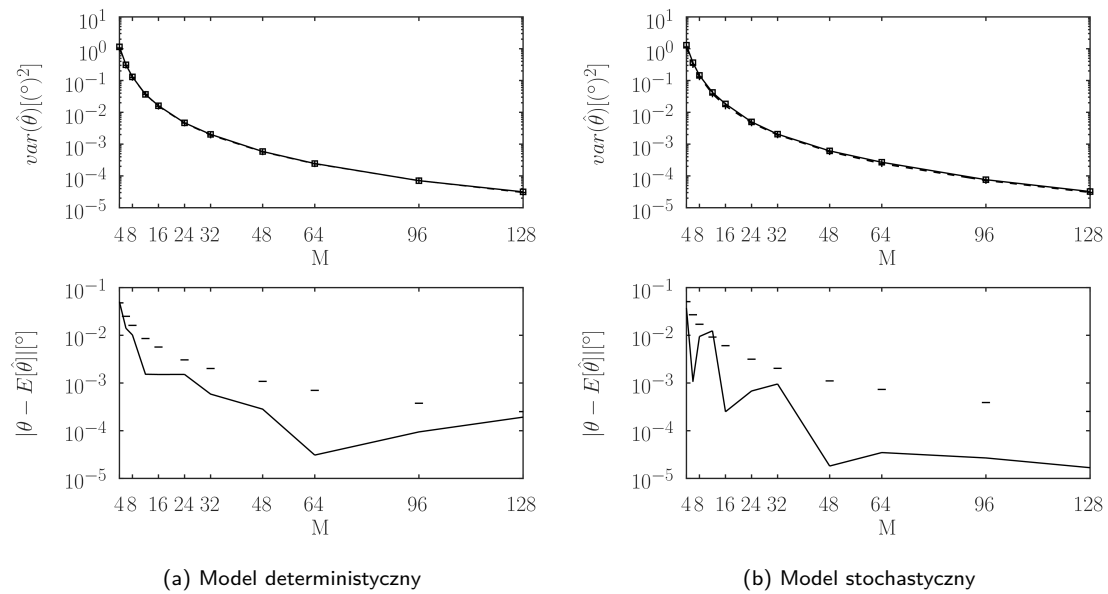 10^1
10^0
10^{-1}
10^{-2}
10^{-3}
10^{-4}
10^{-5}
var(\hat{θ})[(°)^2]
4 8 16 24 32 48 64 96 128
M
10^{-1}
10^{-2}
10^{-3}
10^{-4}
10^{-5}
|θ − E[\hat{θ}]|[°]
4 8 16 24 32 48 64 96 128
M
(a) Model deterministyczny
10^1
10^0
10^{-1}
10^{-2}
10^{-3}
10^{-4}
10^{-5}
var(\hat{θ})[(°)^2]
4 8 16 24 32 48 64 96 128
M
10^{-1}
10^{-2}
10^{-3}
10^{-4}
10^{-5}
|θ − E[\hat{θ}]|[°]
4 8 16 24 32 48 64 96 128
M
(b) Model stochastyczny